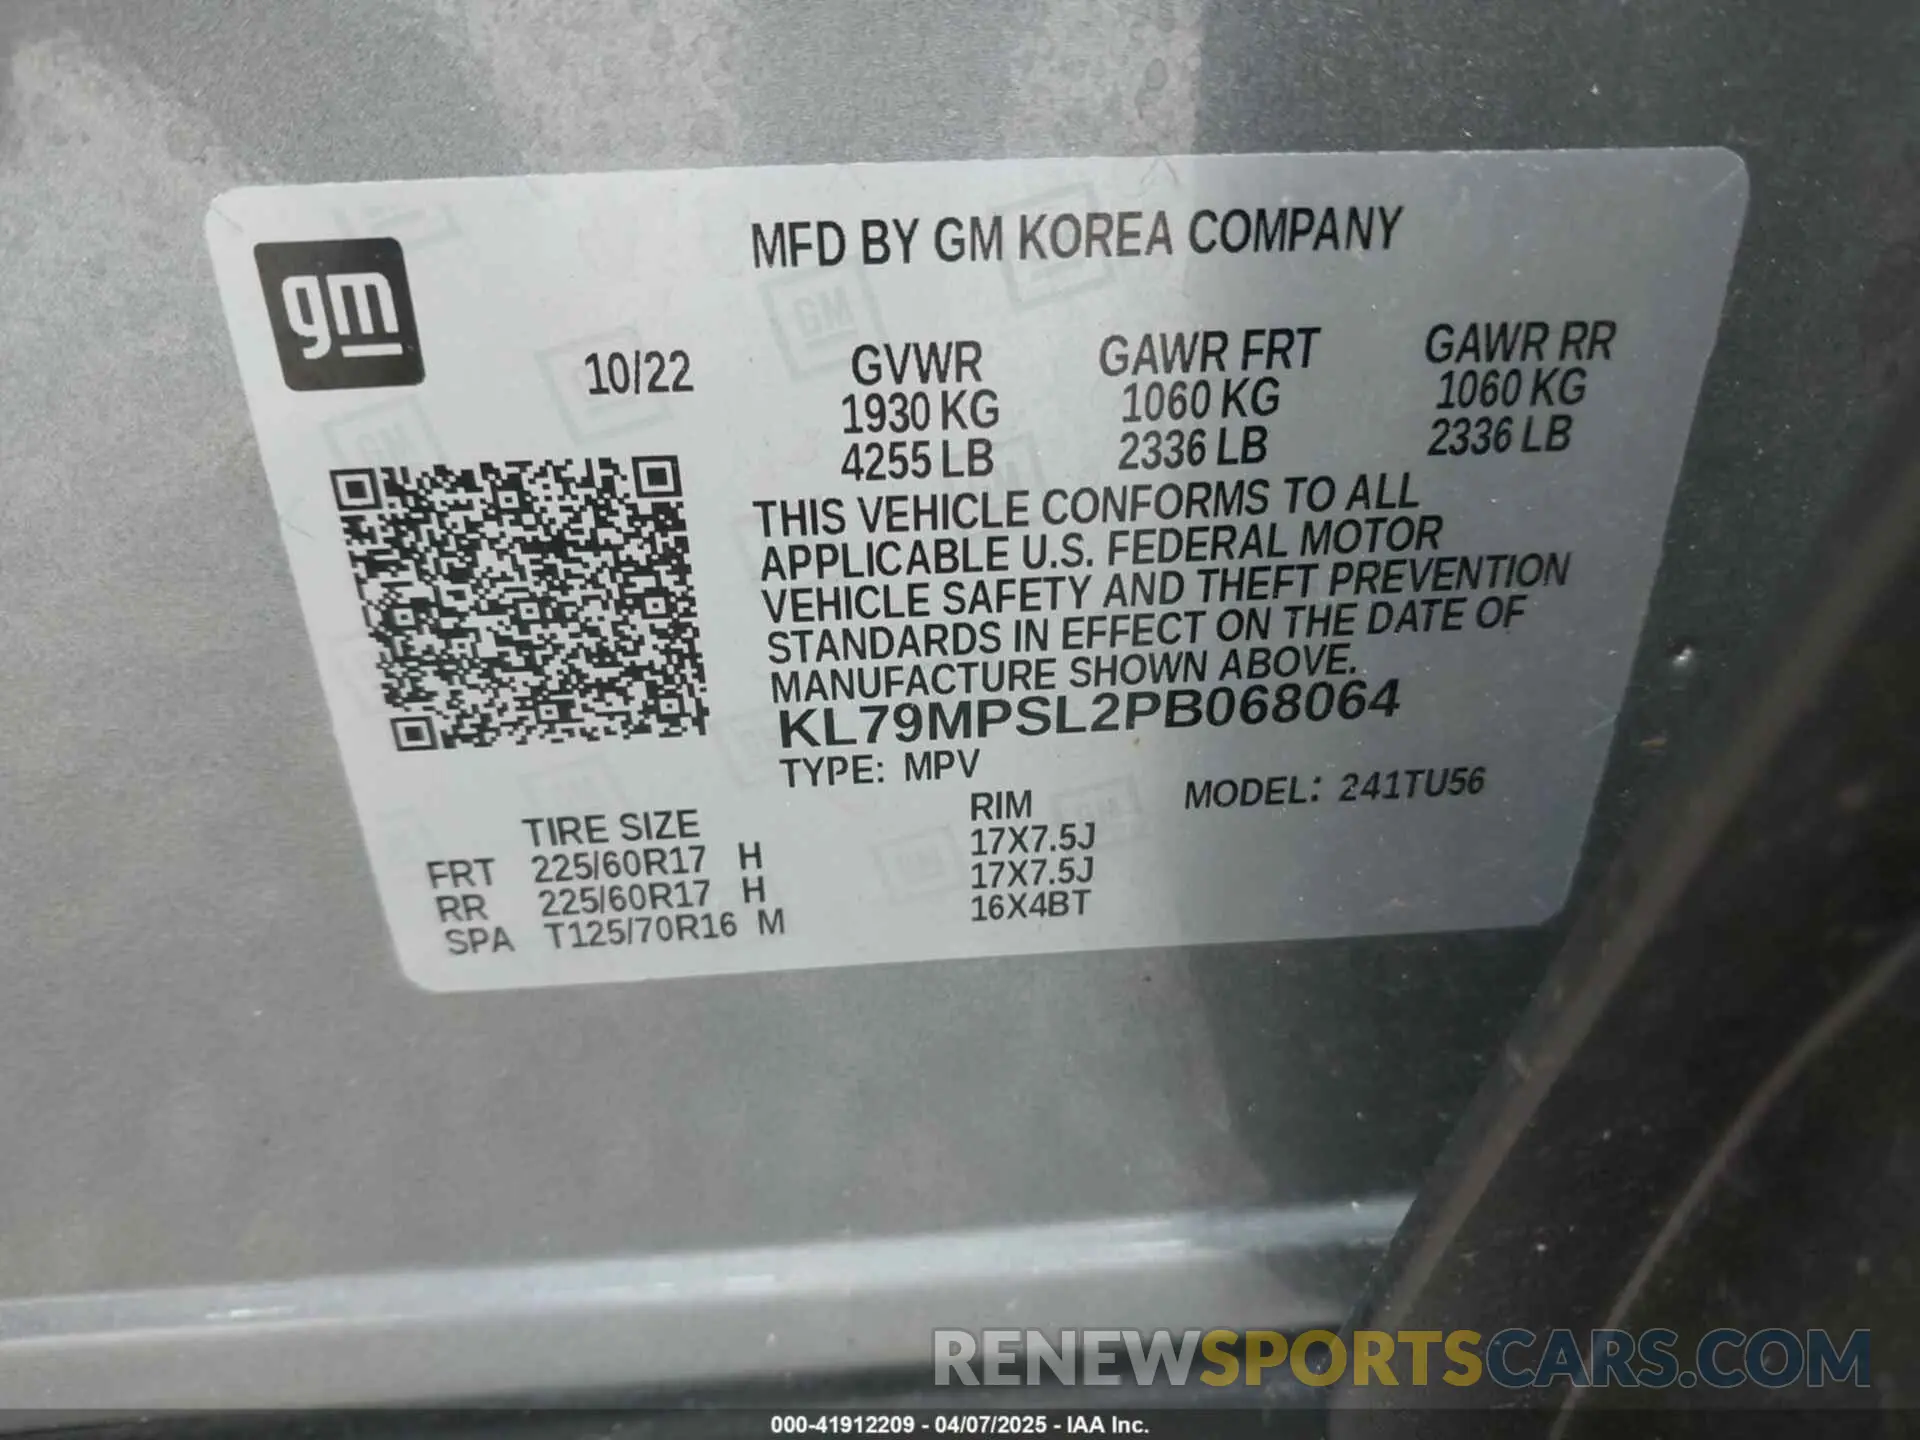 MFD BY GM KOREA COMPANY
gm
10/22
GVWR GAWR FRT GAWR RR
1930 KG 1060 KG 1060 KG
4255 LB 2336 LB 2336 LB
THIS VEHICLE CONFORMS TO ALL
APPLICABLE U.S. FEDERAL MOTOR
VEHICLE SAFETY AND THEFT PREVENTION
STANDARDS IN EFFECT ON THE DATE OF
MANUFACTURE SHOWN ABOVE.
KL79MPSL2PB068064
TYPE: MPV
MODEL: 241TU56
TIRE SIZE RIM
FRT 225/60R17 H 17X7.5J
RR 225/60R17 H 17X7.5J
SPA T125/70R16 M 16X4BT
RENEWSPORTSCARS.COM
000-41912209 - 04/07/2025 - IAA Inc.